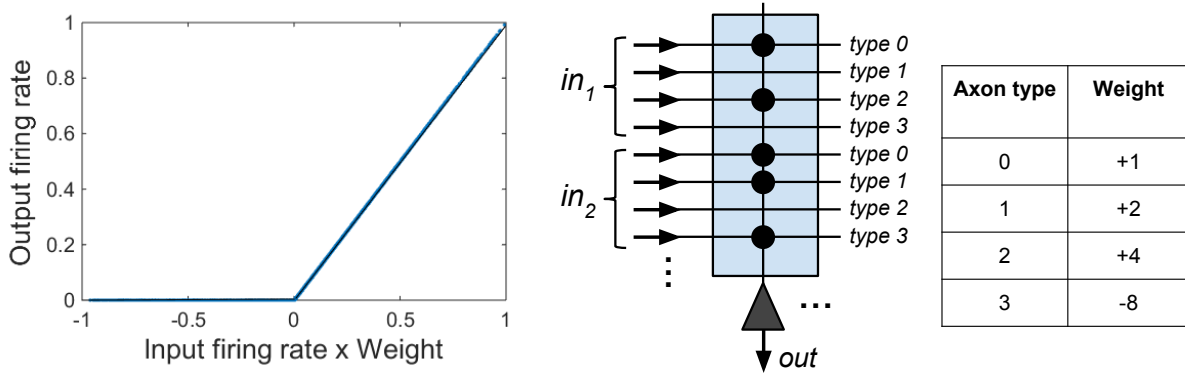 1
0.8
0.6
0.4
0.2
0
-1
-0.5
0
0.5
1
Output firing rate
Input firing rate x Weight
in1
in2
type 0
type 1
type 2
type 3
type 0
type 1
type 2
type 3
...
...
out
Axon type Weight
0 +1
1 +2
2 +4
3 -8